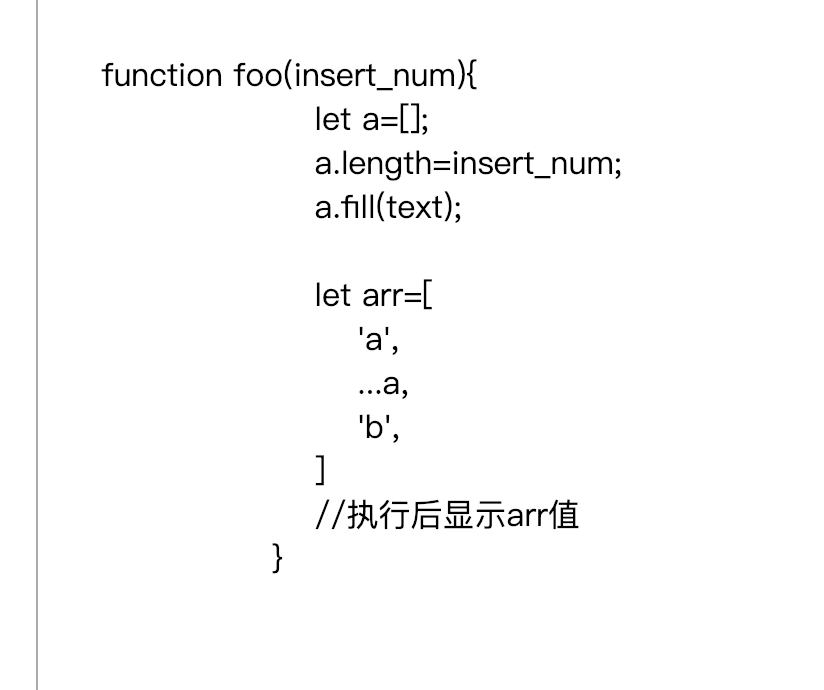 function foo(insert_num){
let a=[];
a.length=insert_num;
a.fill(text);
let arr=[
'a',
...a,
'b',
]
//执行后显示arr值
}